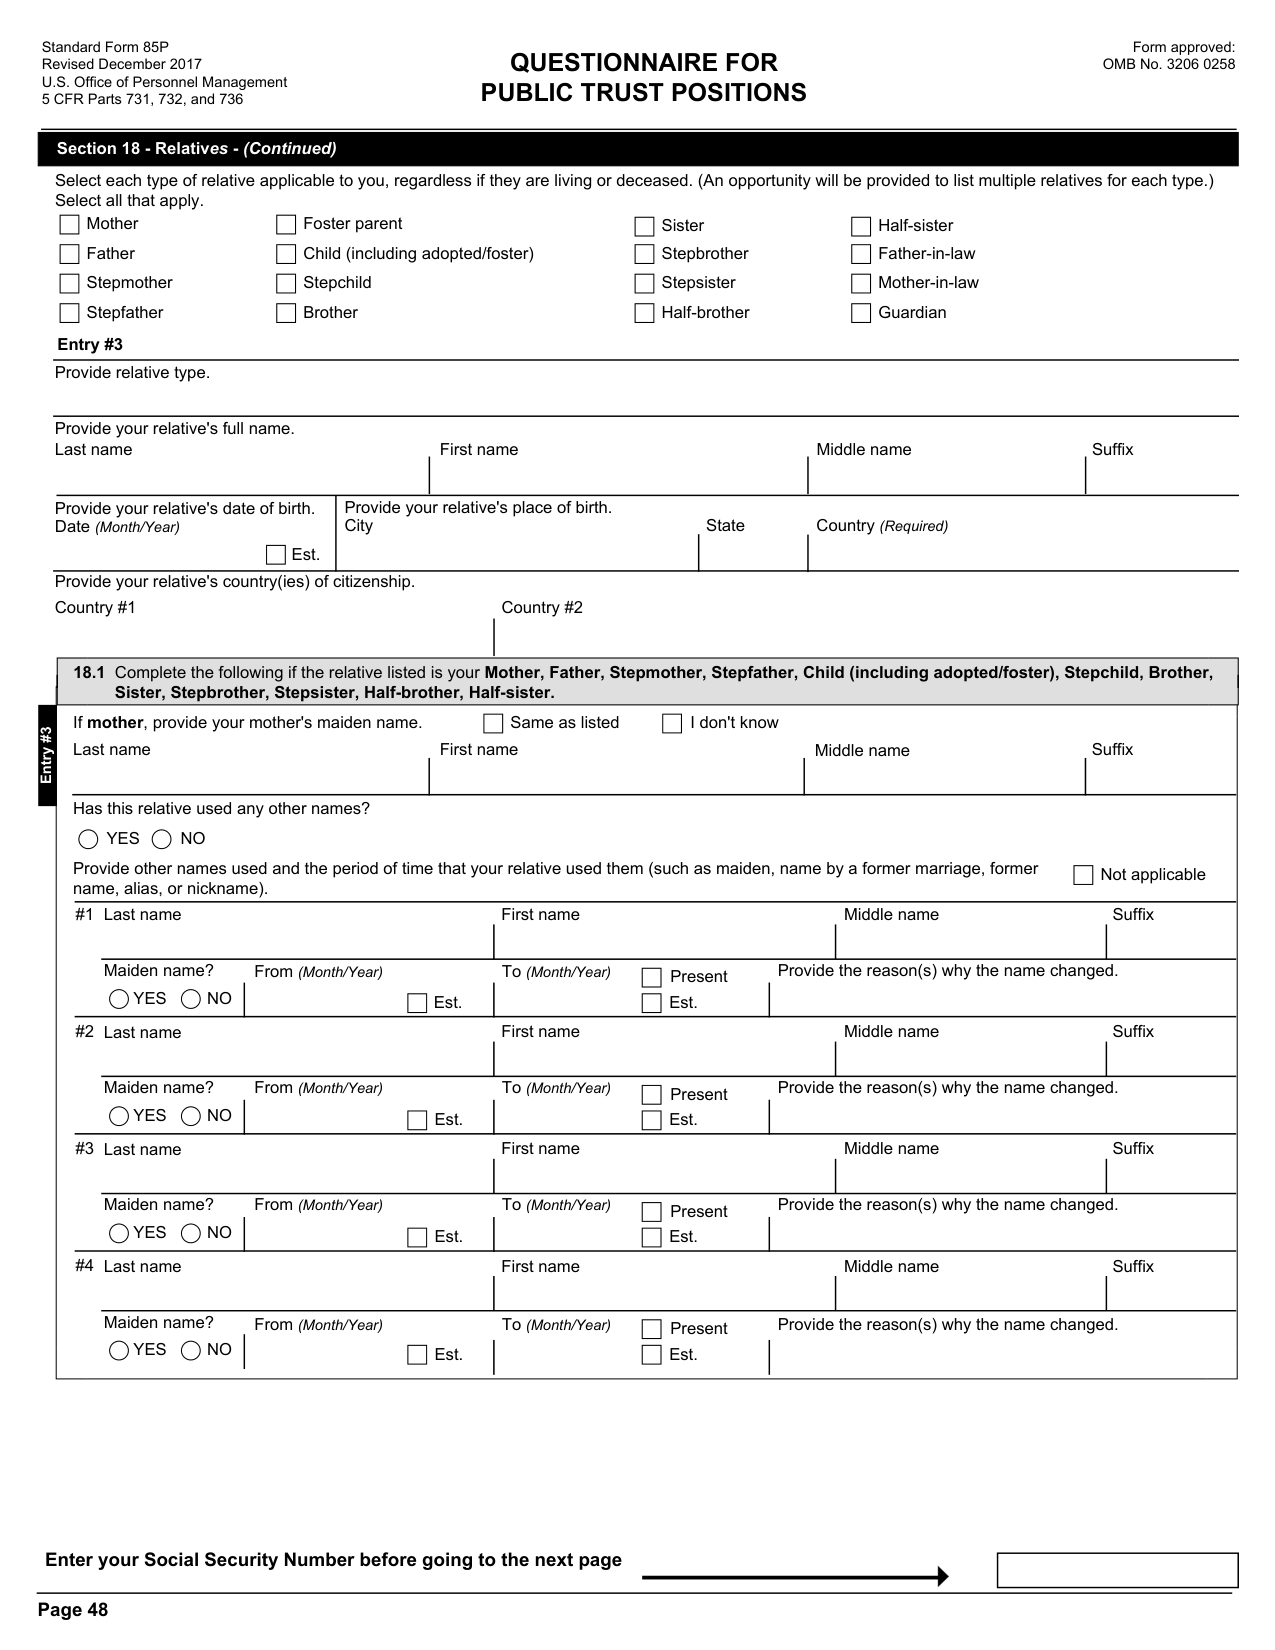 Standard Form 85P
Revised December 2017
U.S. Office of Personnel Management
5 CFR Parts 731, 732, and 736
QUESTIONNAIRE FOR
PUBLIC TRUST POSITIONS
Form approved:
OMB No. 3206 0258
Section 18 - Relatives - (Continued)
Select each type of relative applicable to you, regardless if they are living or deceased. (An opportunity will be provided to list multiple relatives for each type.)
Select all that apply.
Mother Foster parent Sister Half-sister
Father Child (including adopted/foster) Stepbrother Father-in-law
Stepmother Stepchild Stepsister Mother-in-law
Stepfather Brother Half-brother Guardian
Entry #3
Provide relative type.
Provide your relative's full name.
Last name First name Middle name Suffix
Provide your relative's date of birth. Provide your relative's place of birth.
Date (Month/Year) City State Country (Required)
Est.
Provide your relative's country(ies) of citizenship.
Country #1 Country #2
18.1 Complete the following if the relative listed is your Mother, Father, Stepmother, Stepfather, Child (including adopted/foster), Stepchild, Brother,
Sister, Stepbrother, Stepsister, Half-brother, Half-sister.
Entry #3
If mother, provide your mother's maiden name. Same as listed I don't know
Last name First name Middle name Suffix
Has this relative used any other names?
YES NO
Provide other names used and the period of time that your relative used them (such as maiden, name by a former marriage, former
name, alias, or nickname).
Not applicable
#1 Last name First name Middle name Suffix
Maiden name? From (Month/Year) To (Month/Year) Present Provide the reason(s) why the name changed.
YES NO Est. Est.
#2 Last name First name Middle name Suffix
Maiden name? From (Month/Year) To (Month/Year) Present Provide the reason(s) why the name changed.
YES NO Est. Est.
#3 Last name First name Middle name Suffix
Maiden name? From (Month/Year) To (Month/Year) Present Provide the reason(s) why the name changed.
YES NO Est. Est.
#4 Last name First name Middle name Suffix
Maiden name? From (Month/Year) To (Month/Year) Present Provide the reason(s) why the name changed.
YES NO Est. Est.
Enter your Social Security Number before going to the next page
Page 48